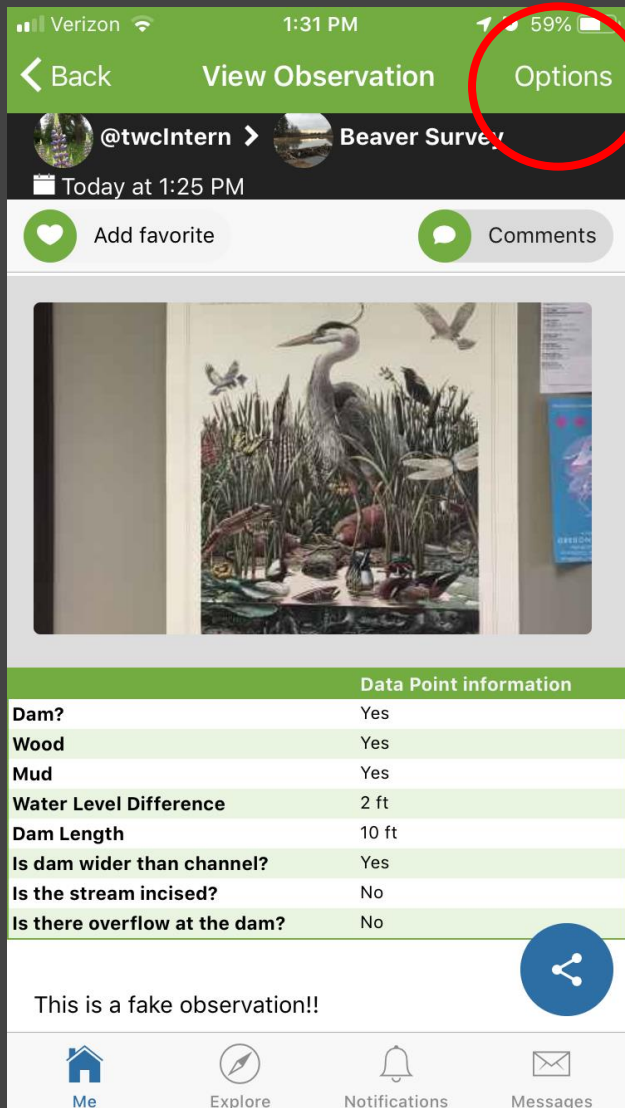 Verizon 1:31 PM 59%
Back View Observation Options
@twcIntern > Beaver Survey
Today at 1:25 PM
Add favorite Comments
Data Point information
Dam? Yes
Wood Yes
Mud Yes
Water Level Difference 2 ft
Dam Length 10 ft
Is dam wider than channel? Yes
Is the stream incised? No
Is there overflow at the dam? No
This is a fake observation!!
Me Explore Notifications Messages